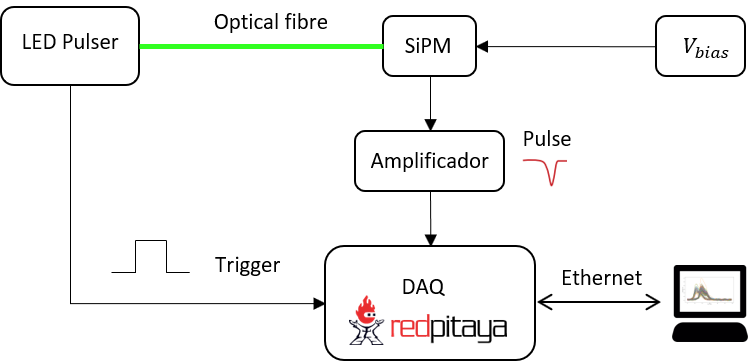 Optical fibre
LED Pulser
SiPM
V_bias
Amplificador
Pulse
Trigger
DAQ
redpitaya
Ethernet